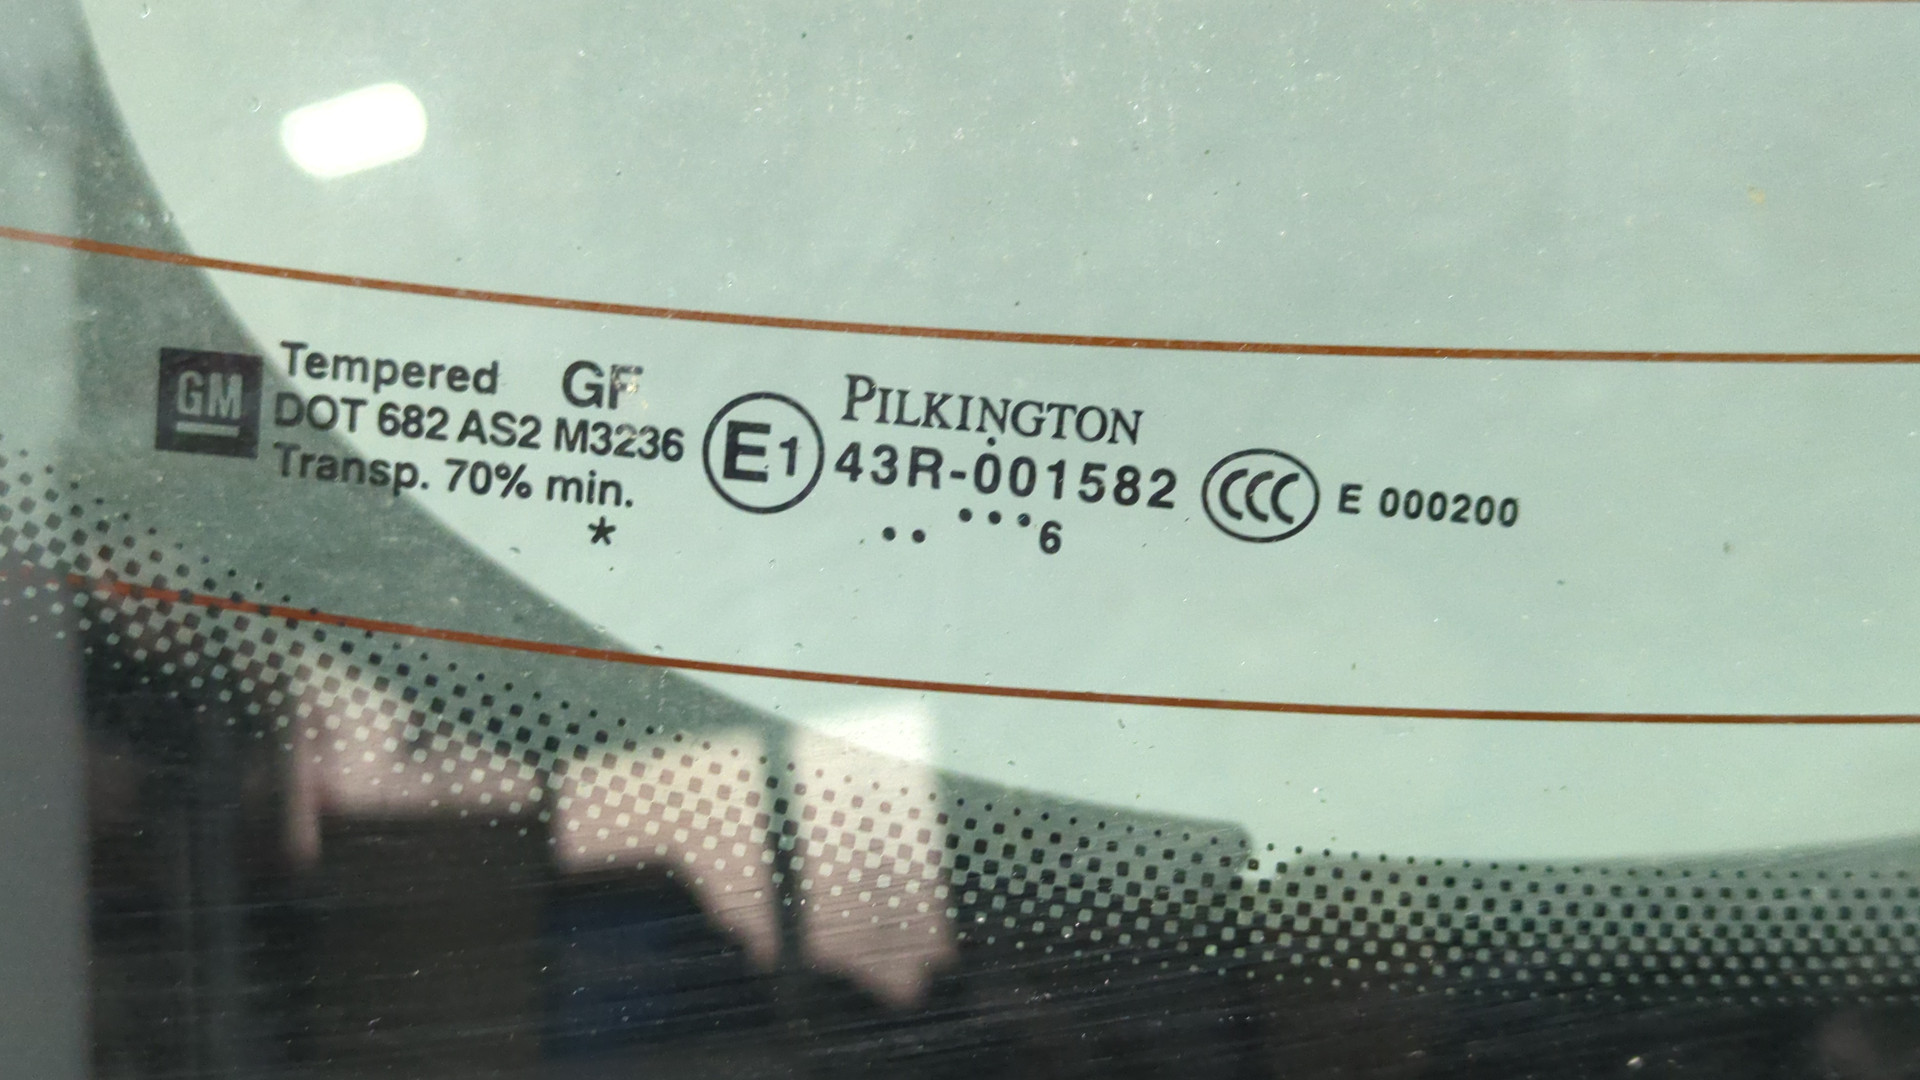 GM
Tempered GF
DOT 682 AS2 M3236
Transp. 70% min.
*
E1
PILKINGTON
43R-001582
•• •••6
CCC E 000200